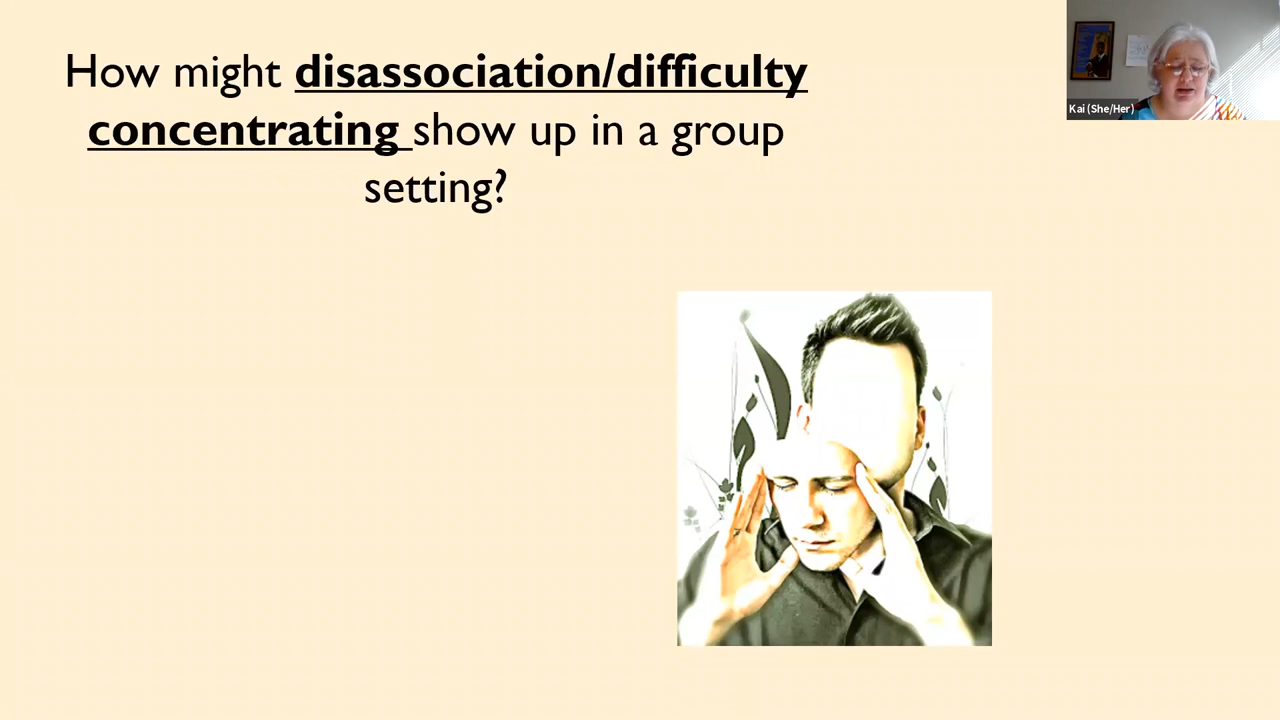 How might disassociation/difficulty
concentrating show up in a group
setting?
Kai (She/Her)